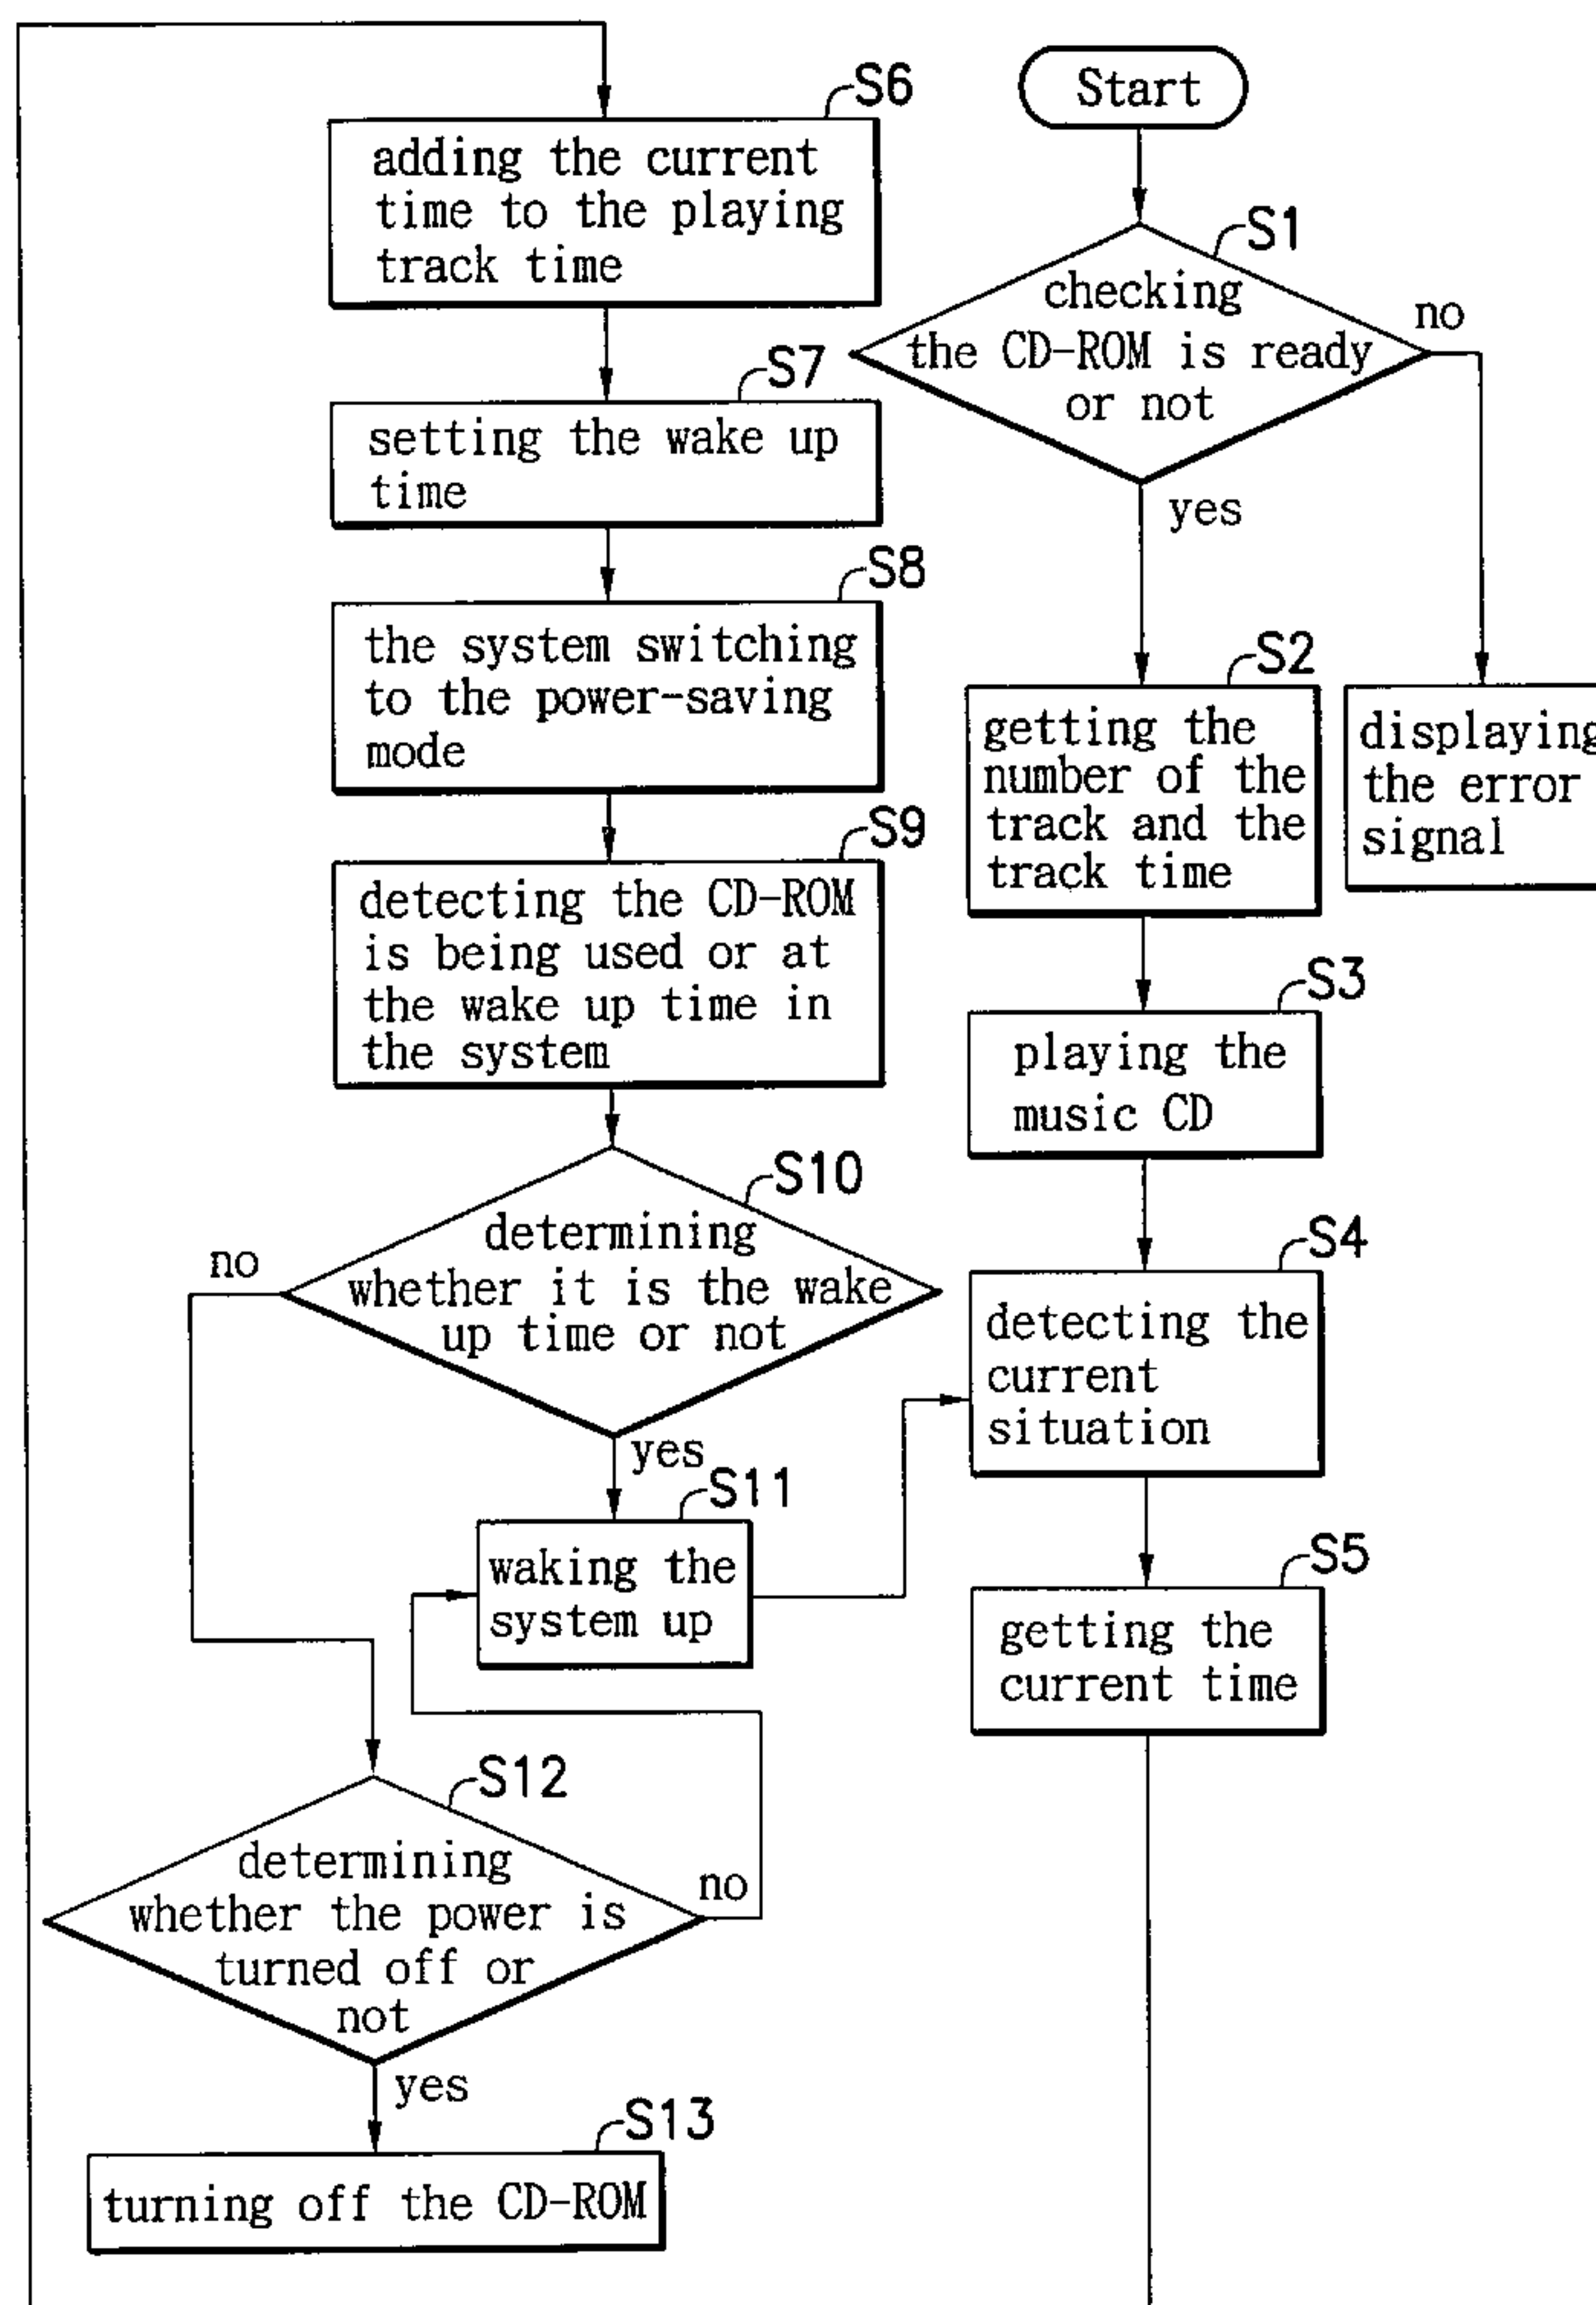 Start
S1
checking
the CD-ROM is ready
or not
no
yes
S2
getting the
number of the
track and the
track time
displaying
the error
signal
S3
playing the
music CD
S4
detecting the
current
situation
S5
getting the
current time
S6
adding the current
time to the playing
track time
S7
setting the wake up
time
S8
the system switching
to the power-saving
mode
S9
detecting the CD-ROM
is being used or at
the wake up time in
the system
S10
determining
whether it is the wake
up time or not
no
yes
S11
waking the
system up
S12
determining
whether the power is
turned off or
not
no
yes
S13
turning off the CD-ROM